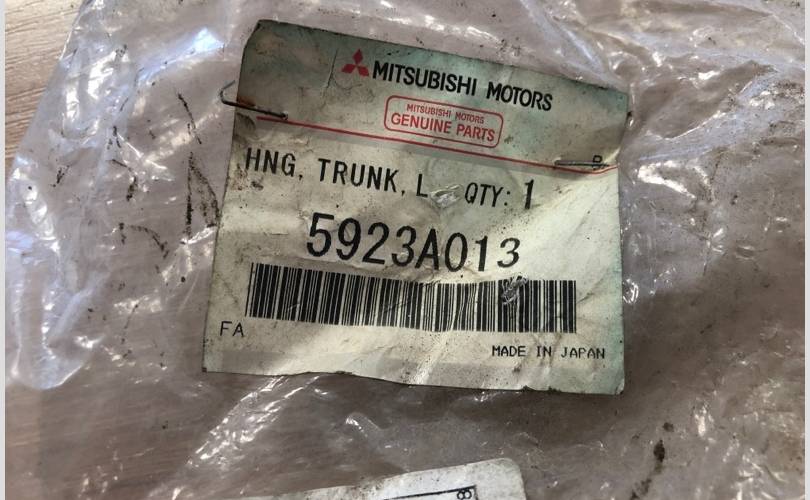 MITSUBISHI MOTORS
MITSUBISHI MOTORS
GENUINE PARTS
HNG, TRUNK, L QTY: 1
5923A013
FA
MADE IN JAPAN